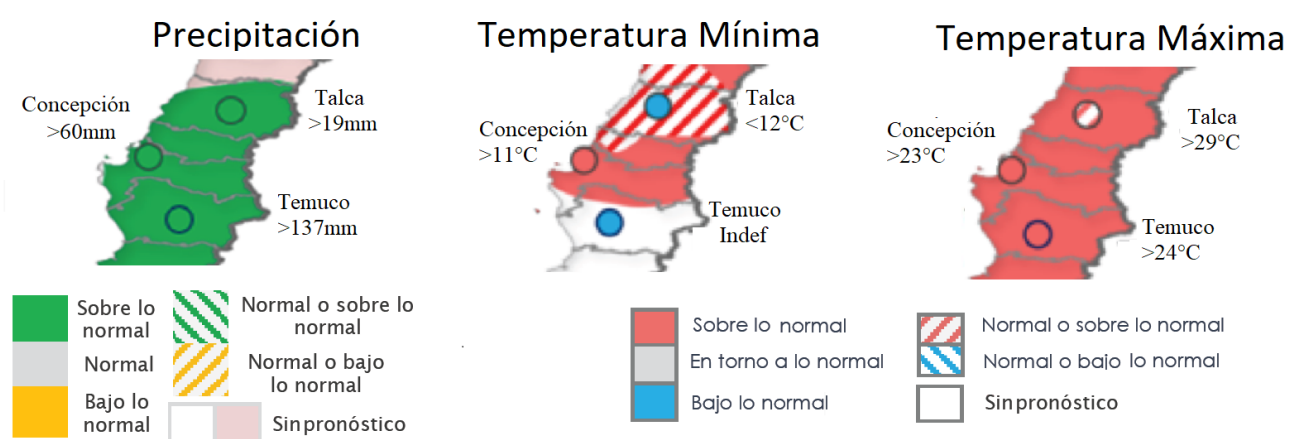 Precipitación
Temperatura Mínima
Temperatura Máxima
Concepción
>60mm
Talca
>19mm
Temuco
>137mm
Concepción
>11°C
Talca
<12°C
Temuco
Indef
Concepción
>23°C
Talca
>29°C
Temuco
>24°C
Sobre lo
normal
Normal
Bajo lo
normal
Normal o sobre lo
normal
Normal o bajo
lo normal
Sin pronóstico
Sobre lo normal
En torno a lo normal
Bajo lo normal
Normal o sobre lo normal
Normal o bajo lo normal
Sin pronóstico